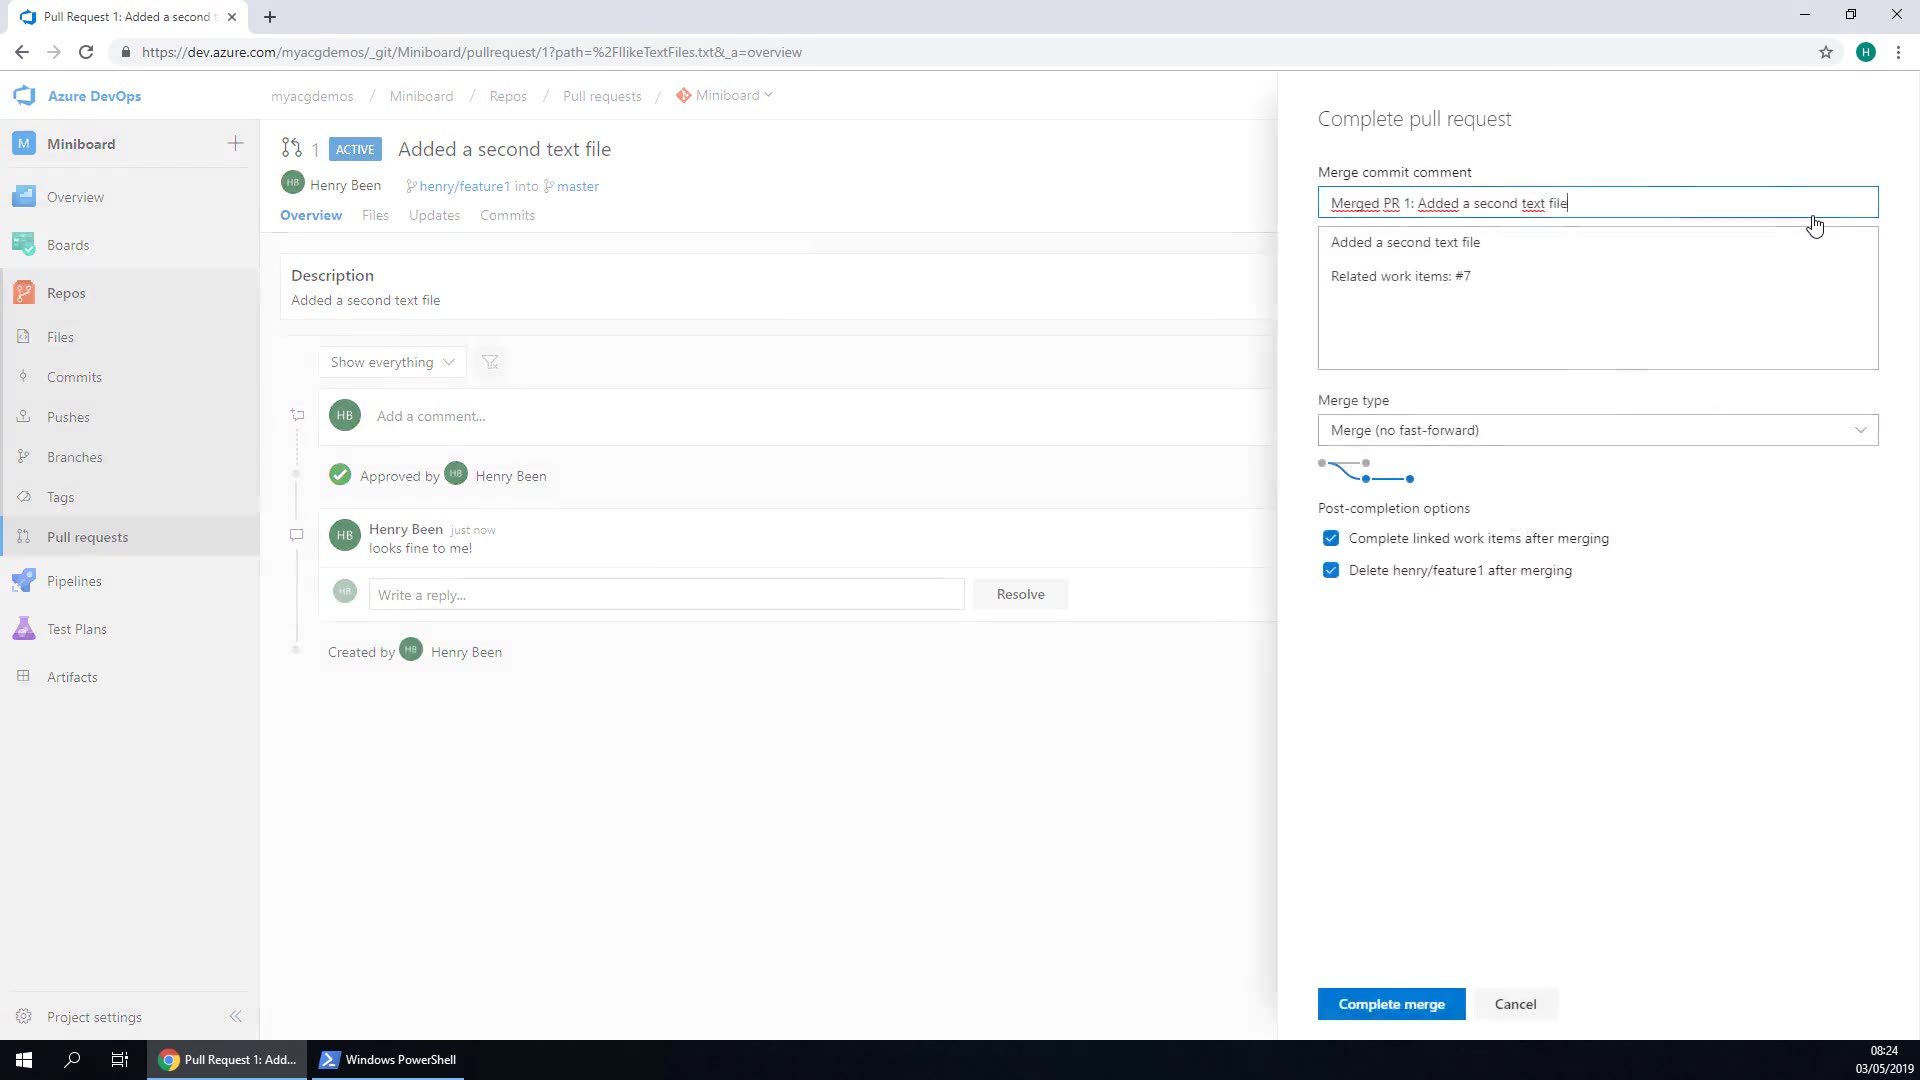 Pull Request 1: Added a second t
https://dev.azure.com/myacgdemos/_git/Miniboard/pullrequest/1?path=%2FIlikeTextFiles.txt&_a=overview
H
Azure DevOps
myacgdemos / Miniboard / Repos / Pull requests / Miniboard
M Miniboard
Overview
Boards
Repos
Files
Commits
Pushes
Branches
Tags
Pull requests
Pipelines
Test Plans
Artifacts
Project settings
1 ACTIVE Added a second text file
HB Henry Been henry/feature1 into master
Overview Files Updates Commits
Description
Added a second text file
Show everything
HB Add a comment...
Approved by HB Henry Been
HB Henry Been just now
looks fine to me!
HB Write a reply... Resolve
Created by HB Henry Been
Complete pull request
Merge commit comment
Merged PR 1: Added a second text file
Added a second text file
Related work items: #7
Merge type
Merge (no fast-forward)
Post-completion options
Complete linked work items after merging
Delete henry/feature1 after merging
Complete merge Cancel
Pull Request 1: Add... Windows PowerShell
08:24
03/05/2019